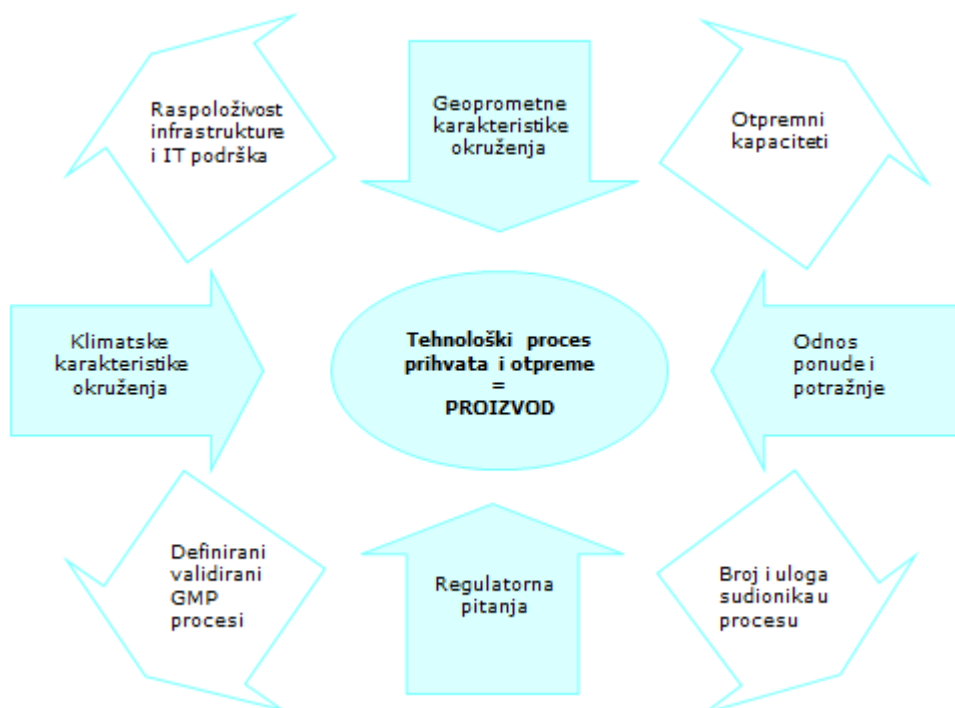 Raspoloživost
infrastrukture
i IT podrška
Geoprometne
karakteristike
okruženja
Otpremni
kapaciteti
Klimatske
karakteristike
okruženja
Tehnološki proces
prihvata i otpreme
=
PROIZVOD
Odnos
ponude i
potražnje
Definirani
validirani
GMP
procesi
Regulatorna
pitanja
Broj i uloga
sudionika u
procesu